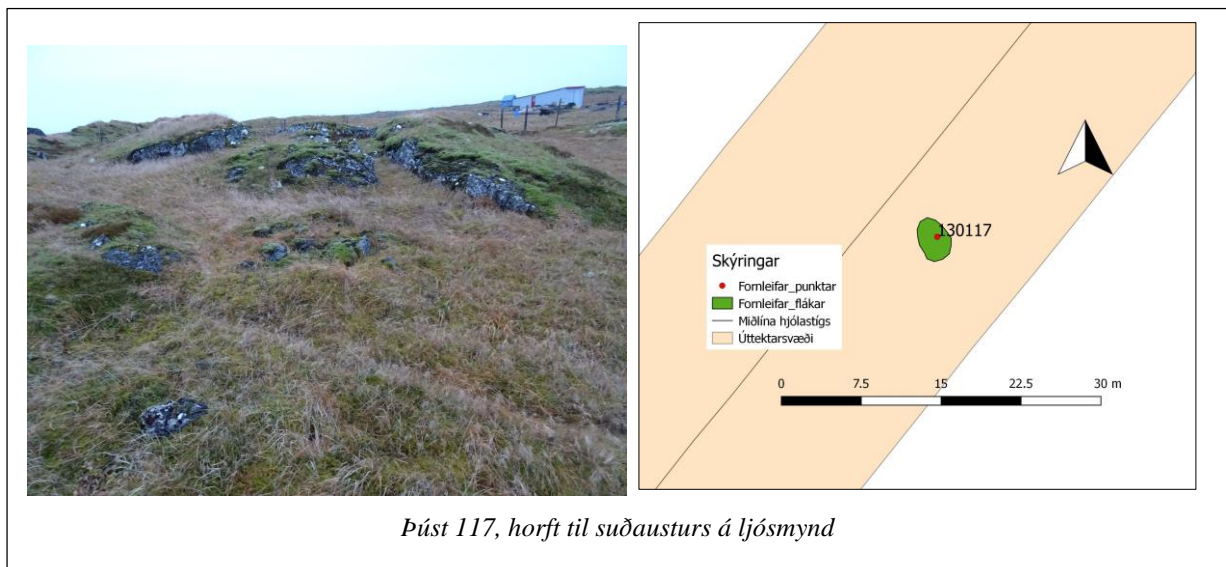 130117
Skýringar
Fornleifar_punktar
Fornleifar_flákar
Miðlína hjólastígs
Úttektarsvæði
0 7.5 15 22.5 30 m
Þúst 117, horft til suðausturs á ljósmynd